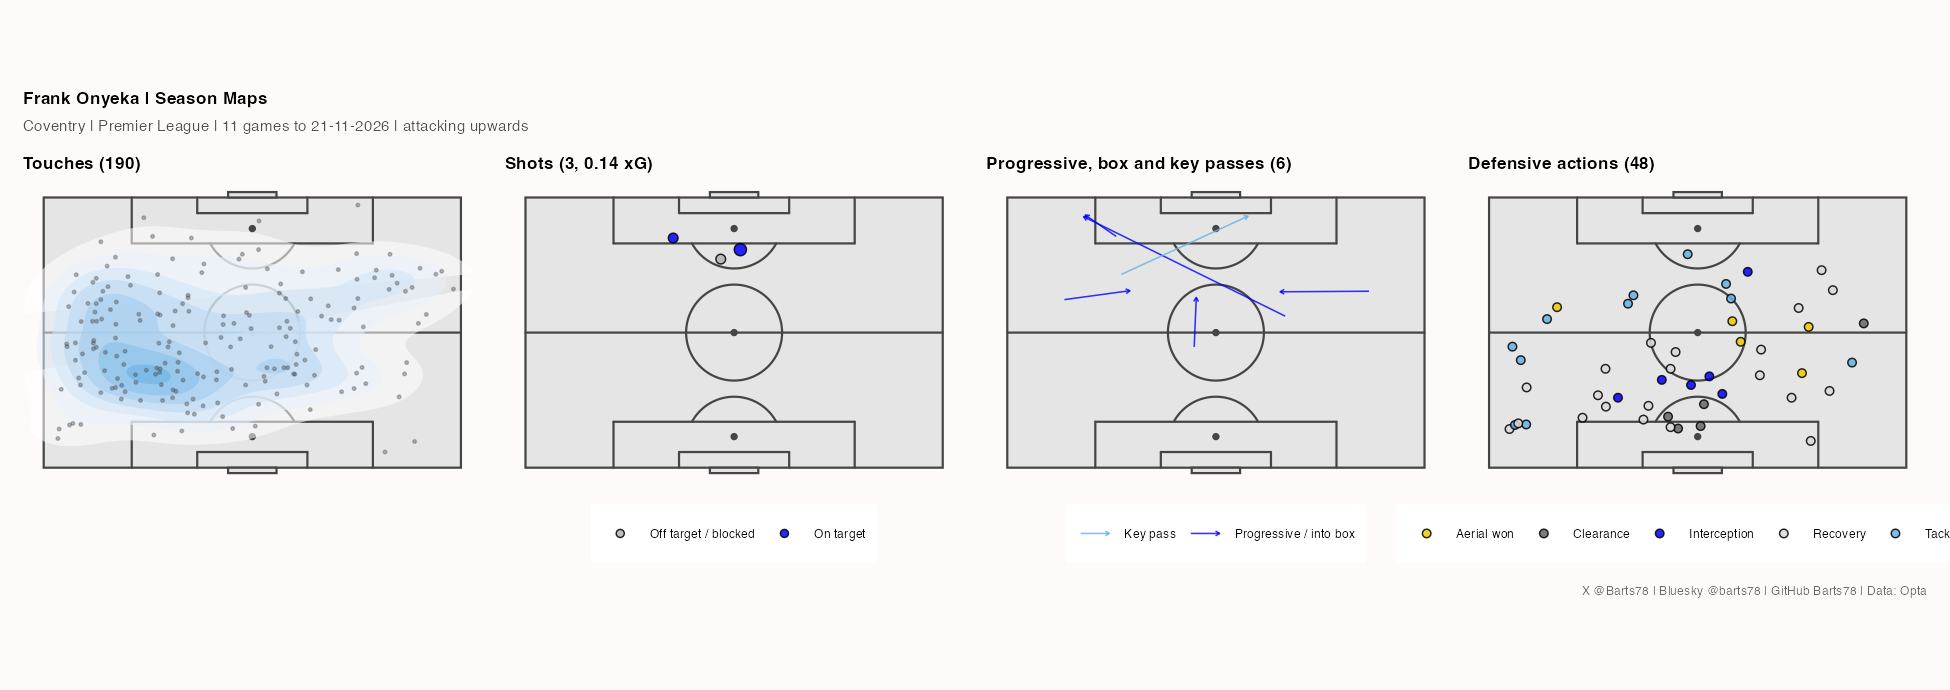 Frank Onyeka | Season Maps
Coventry | Premier League | 11 games to 21-11-2026 | attacking upwards
Touches (190)
Shots (3, 0.14 xG)
Progressive, box and key passes (6)
Defensive actions (48)
Off target / blocked
On target
Key pass
Progressive / into box
Aerial won
Clearance
Interception
Recovery
Tack
X @Barts78 | Bluesky @barts78 | GitHub Barts78 | Data: Opta